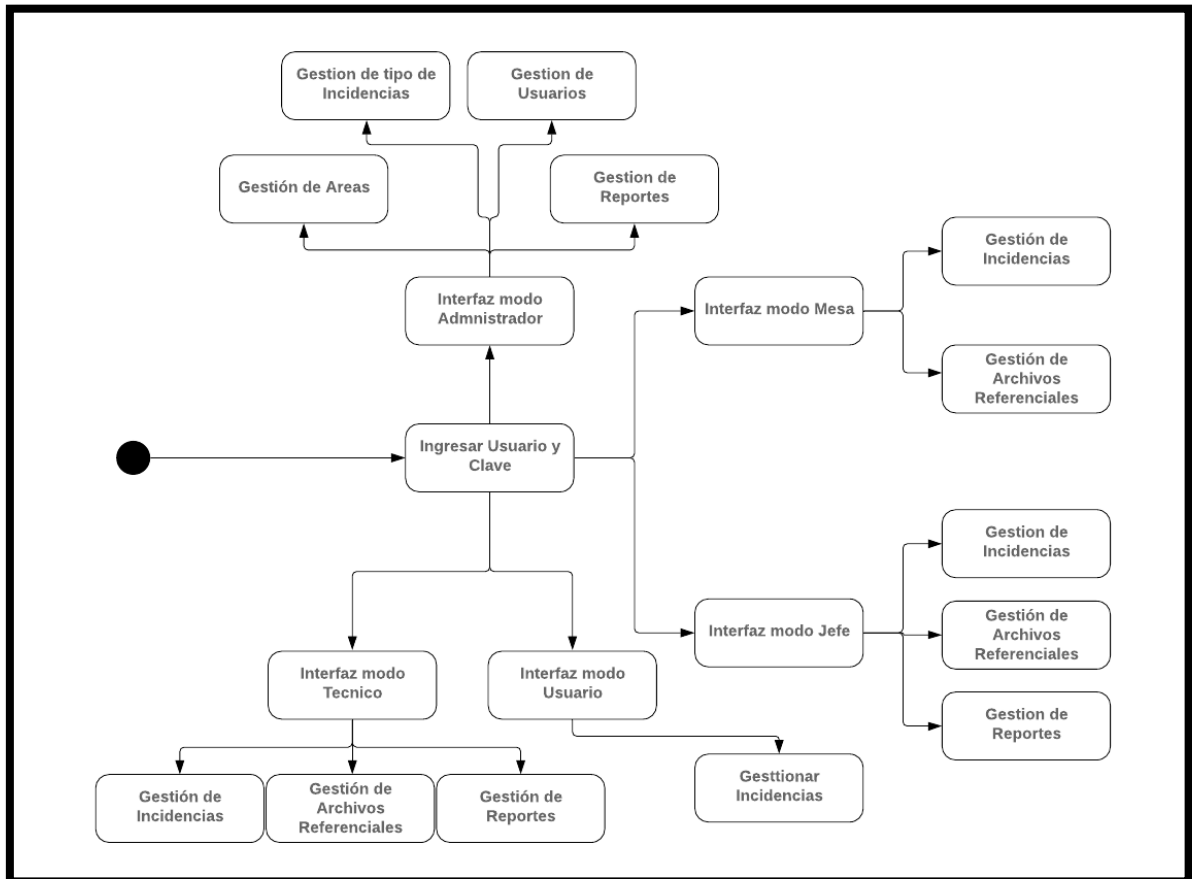 Gestion de tipo de
Incidencias
Gestion de
Usuarios
Gestión de Areas
Gestion de
Reportes
Interfaz modo
Admnistrador
Interfaz modo Mesa
Gestión de
Incidencias
Gestión de
Archivos
Referenciales
Ingresar Usuario y
Clave
Interfaz modo Jefe
Gestion de
Incidencias
Gestión de
Archivos
Referenciales
Gestion de
Reportes
Interfaz modo
Tecnico
Interfaz modo
Usuario
Gestión de
Incidencias
Gestión de
Archivos
Referenciales
Gestión de
Reportes
Gesttionar
Incidencias